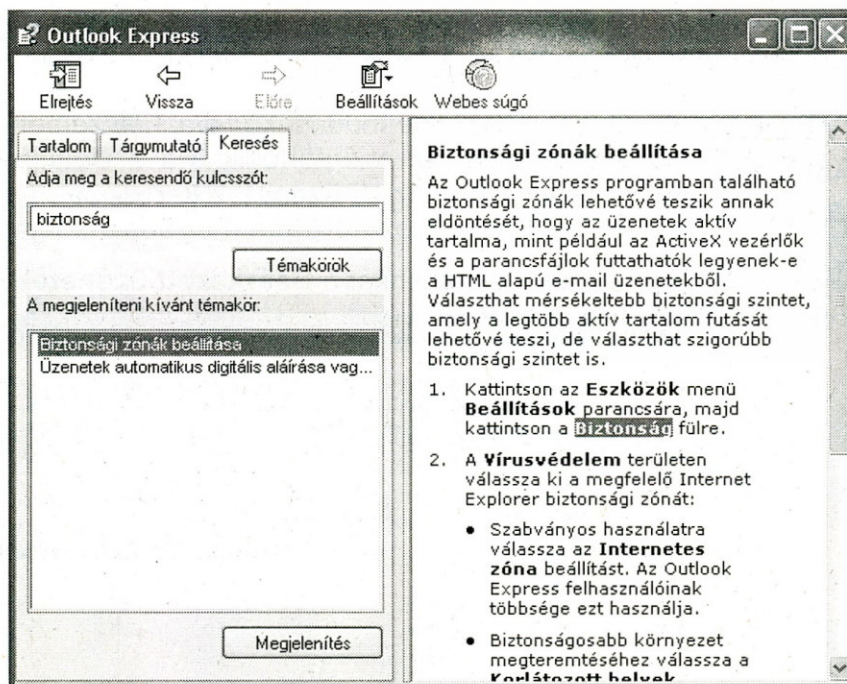 Outlook Express
Elrejtés Vissza Előre Beállítások Webes súgó
Tartalom Tárgymutató Keresés
Adja meg a keresendő kulcsszót:
biztonság
Témakörök
A megjeleníteni kívánt témakör:
Biztonsági zónák beállítása
Üzenetek automatikus digitális aláírása vag...
Megjelenítés
Biztonsági zónák beállítása
Az Outlook Express programban található
biztonsági zónák lehetővé teszik annak
eldöntését, hogy az üzenetek aktív
tartalma, mint például az ActiveX vezérlők
és a parancsfájlok futtathatók legyenek-e
a HTML alapú e-mail üzenetekből.
Választhat mérsékeltebb biztonsági szintet,
amely a legtöbb aktív tartalom futását
lehetővé teszi, de választhat szigorúbb
biztonsági szintet is.
1. Kattintson az Eszközök menü
Beállítások parancsára, majd
kattintson a Biztonság fülre.
2. A Vírusvédelem területen
válassza ki a megfelelő Internet
Explorer biztonsági zónát:
• Szabványos használatra
válassza az Internetes
zóna beállítást. Az Outlook
Express felhasználóinak
többsége ezt használja.
• Biztonságosabb környezet
megteremtéséhez válassza a
Korlátozott helyek